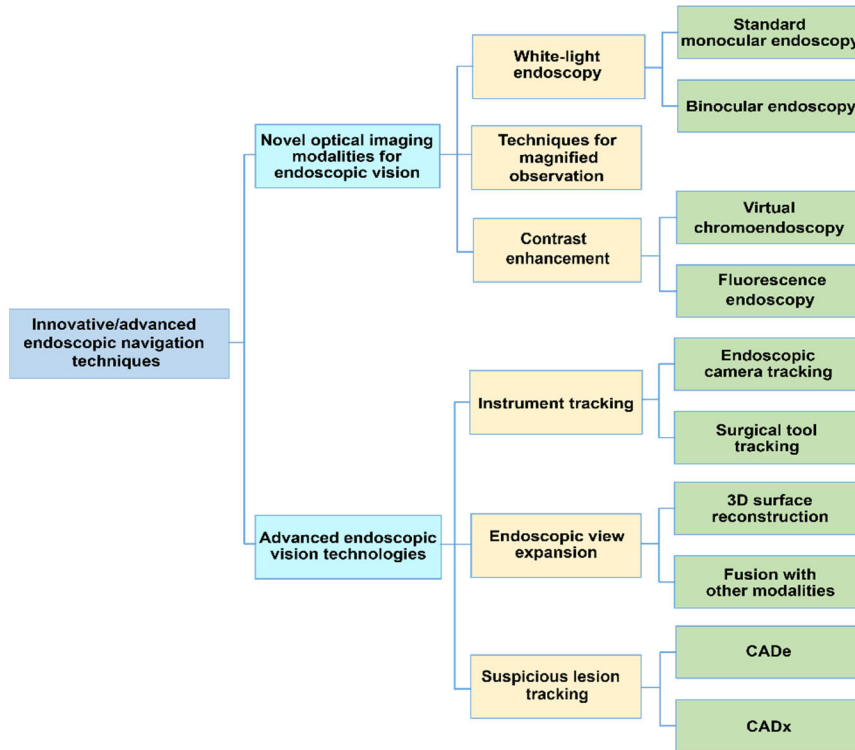 Innovative/advanced
endoscopic navigation
techniques
Novel optical imaging
modalities for
endoscopic vision
White-light
endoscopy
Standard
monocular endoscopy
Binocular endoscopy
Techniques for
magnified
observation
Contrast
enhancement
Virtual
chromoendoscopy
Fluorescence
endoscopy
Advanced endoscopic
vision technologies
Instrument tracking
Endoscopic
camera tracking
Surgical tool
tracking
Endoscopic view
expansion
3D surface
reconstruction
Fusion with
other modalities
Suspicious lesion
tracking
CADe
CADx